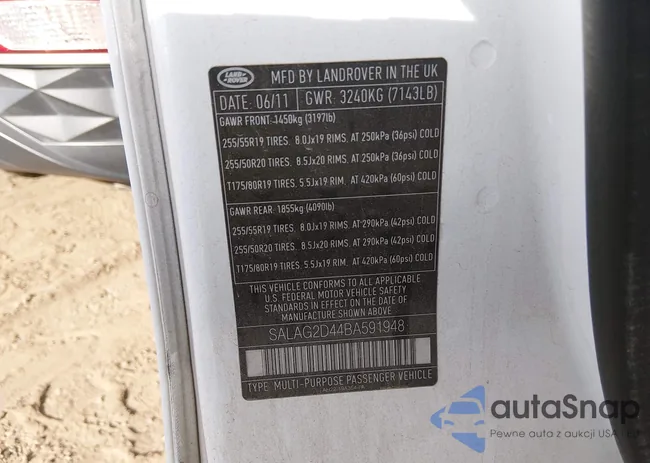 LAND ROVER
MFD BY LANDROVER IN THE UK
DATE: 06/11 GWR: 3240KG (7143LB)
GAWR FRONT: 1450kg (3197lb)
255/55R19 TIRES. 8.0Jx19 RIMS. AT 250kPa (36psi) COLD
255/50R20 TIRES. 8.5Jx20 RIMS. AT 250kPa (36psi) COLD
T175/80R19 TIRES. 5.5Jx19 RIM. AT 420kPa (60psi) COLD
GAWR REAR: 1855kg (4090lb)
255/55R19 TIRES. 8.0Jx19 RIMS. AT 290kPa (42psi) COLD
255/50R20 TIRES. 8.5Jx20 RIMS. AT 290kPa (42psi) COLD
T175/80R19 TIRES. 5.5Jx19 RIM. AT 420kPa (60psi) COLD
THIS VEHICLE CONFORMS TO ALL APPLICABLE
U.S. FEDERAL MOTOR VEHICLE SAFETY
STANDARDS IN EFFECT ON THE DATE OF
MANUFACTURE SHOWN ABOVE
SALAG2D44BA591948
TYPE: MULTI-PURPOSE PASSENGER VEHICLE
autaSnap
Pewne auta z aukcji USA